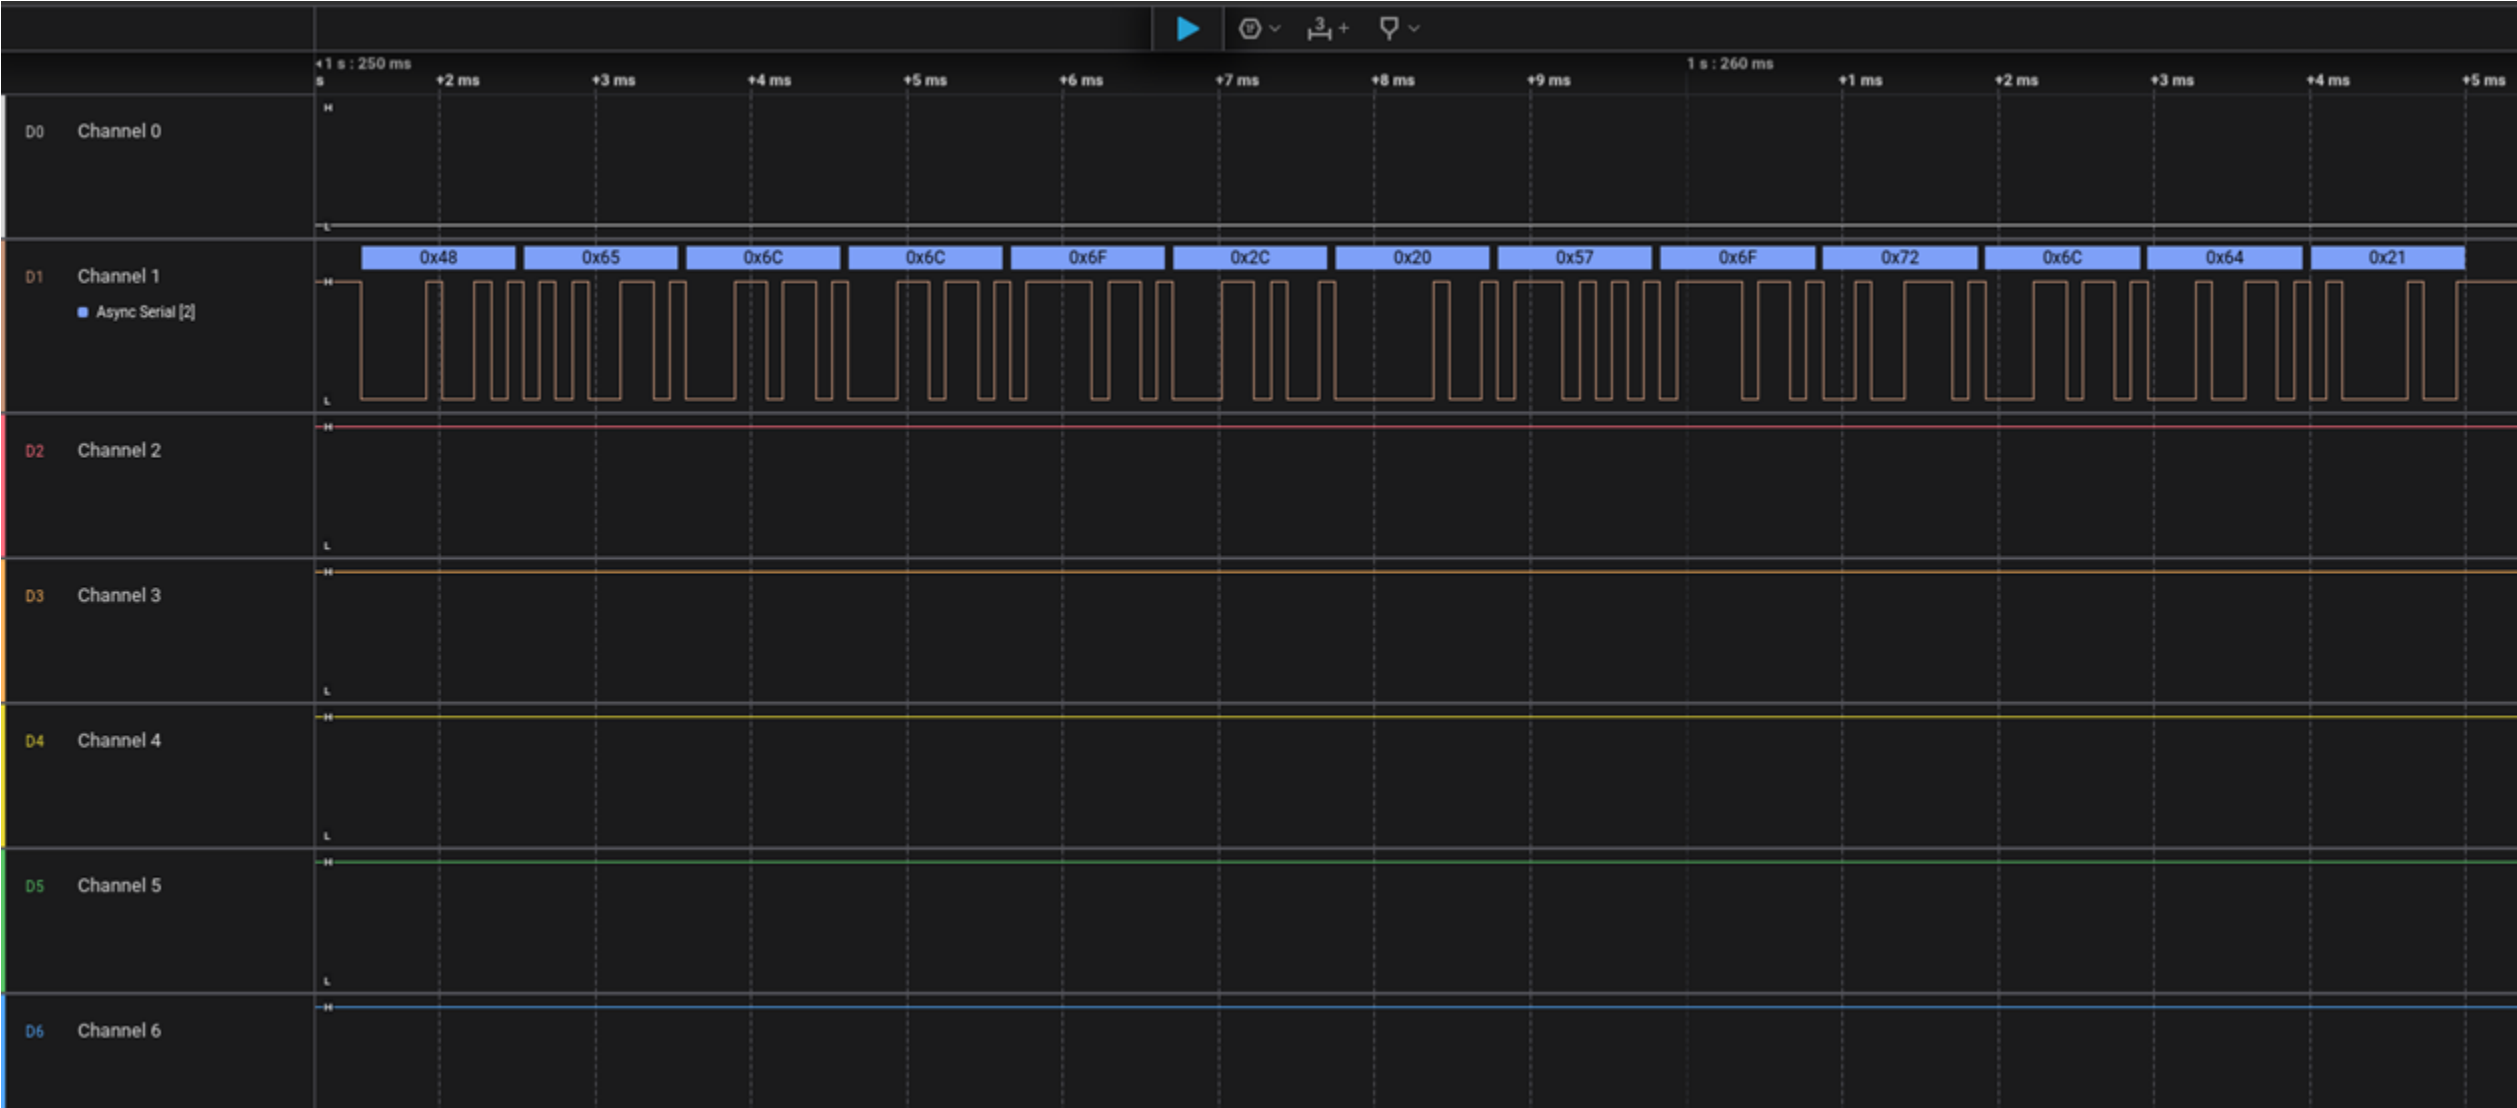 3 +
1 s : 250 ms
1 s : 260 ms
s +2 ms +3 ms +4 ms +5 ms +6 ms +7 ms +8 ms +9 ms +1 ms +2 ms +3 ms +4 ms +5 ms
H
D0 Channel 0
L
0x48 0x65 0x6C 0x6C 0x6F 0x2C 0x20 0x57 0x6F 0x72 0x6C 0x64 0x21
D1 Channel 1 H
Async Serial [2]
L
H
D2 Channel 2
L
H
D3 Channel 3
L
H
D4 Channel 4
L
H
D5 Channel 5
L
H
D6 Channel 6